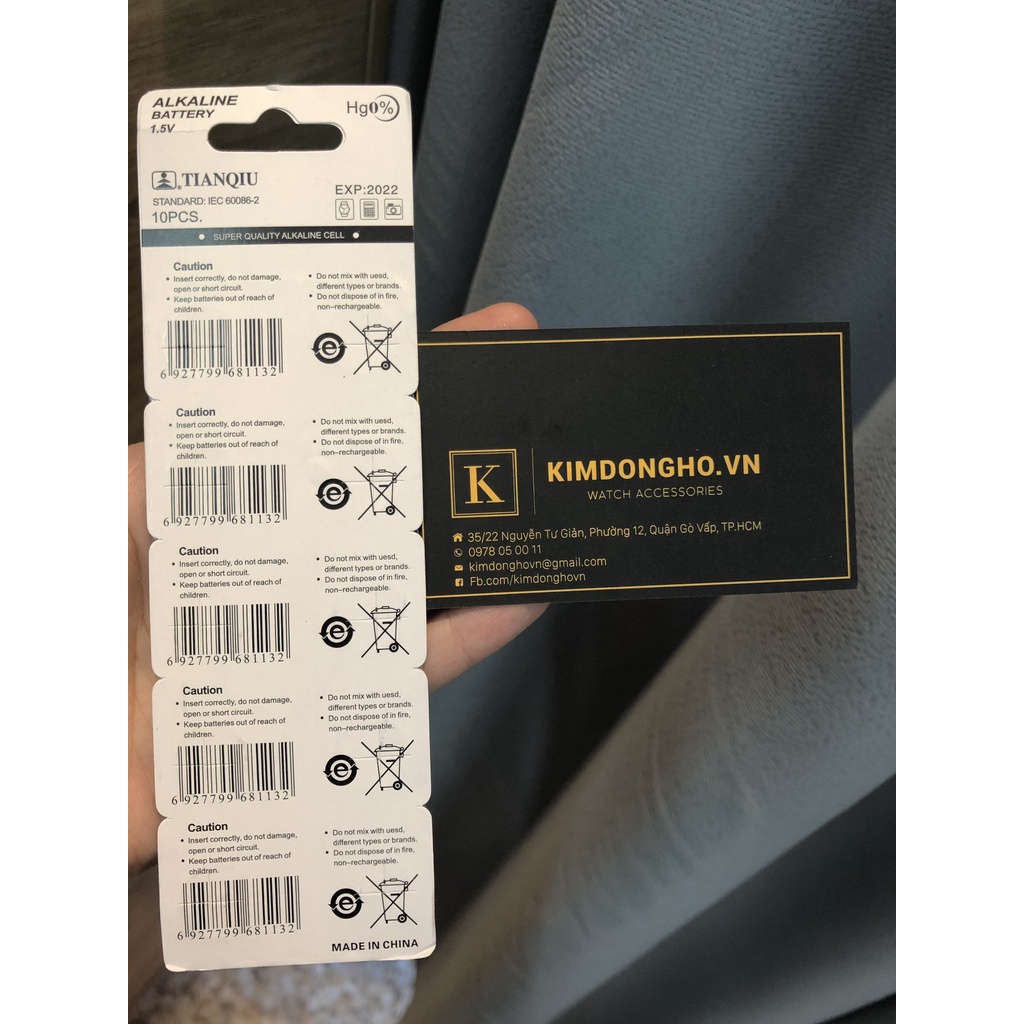 ALKALINE
BATTERY
1.5V
Hg0%
TIANQIU
STANDARD: IEC 60086-2
10PCS.
EXP:2022
SUPER QUALITY ALKALINE CELL
Caution
• Insert correctly, do not damage,
open or short circuit.
• Keep batteries out of reach of
children.
• Do not mix with uesd,
different types or brands.
• Do not dispose of in fire,
non-rechargeable.
6 927799 681132
e
Caution
• Insert correctly, do not damage,
open or short circuit.
• Keep batteries out of reach of
children.
• Do not mix with uesd,
different types or brands.
• Do not dispose of in fire,
non-rechargeable.
6 927799 681132
e
Caution
• Insert correctly, do not damage,
open or short circuit.
• Keep batteries out of reach of
children.
• Do not mix with uesd,
different types or brands.
• Do not dispose of in fire,
non-rechargeable.
6 927799 681132
e
Caution
• Insert correctly, do not damage,
open or short circuit.
• Keep batteries out of reach of
children.
• Do not mix with uesd,
different types or brands.
• Do not dispose of in fire,
non-rechargeable.
6 927799 681132
e
Caution
• Insert correctly, do not damage,
open or short circuit.
• Keep batteries out of reach of
children.
• Do not mix with uesd,
different types or brands.
• Do not dispose of in fire,
non-rechargeable.
6 927799 681132
e
MADE IN CHINA
K
KIMDONGHO.VN
WATCH ACCESSORIES
35/22 Nguyễn Tư Giản, Phường 12, Quận Gò Vấp, TP.HCM
0978 05 00 11
kimdonghovn@gmail.com
Fb.com/kimdonghovn